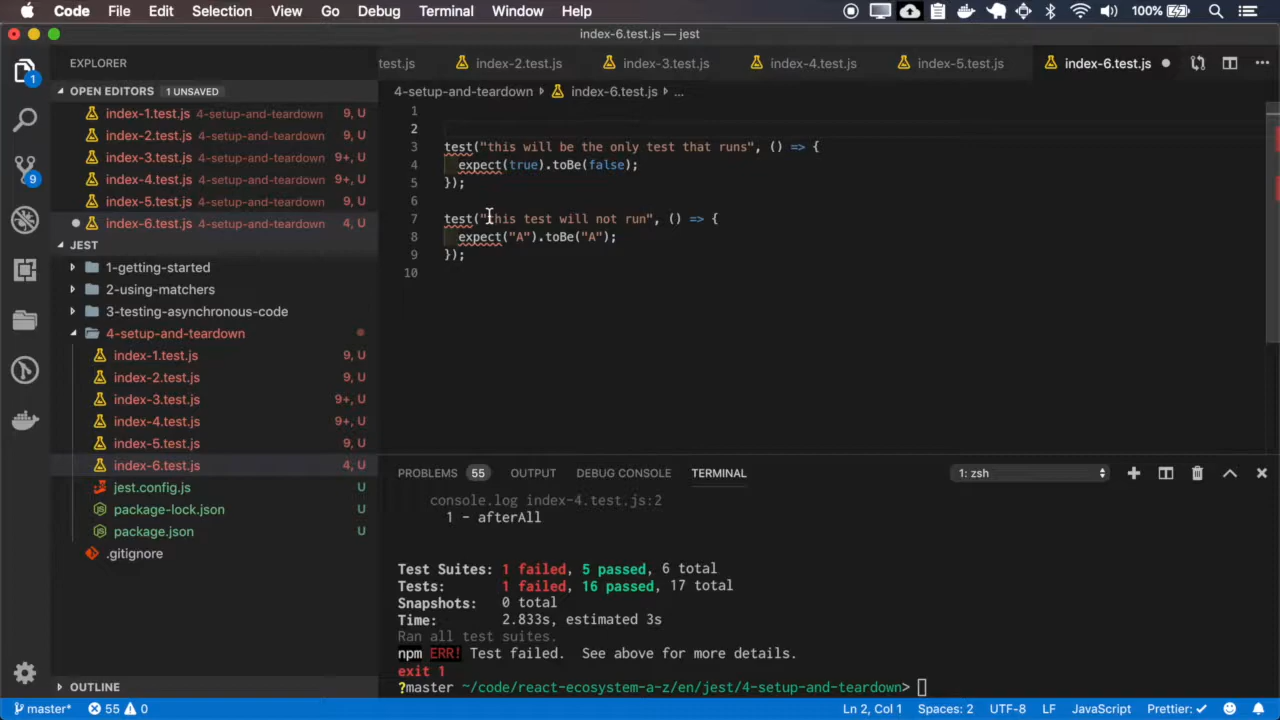 Code File Edit Selection View Go Debug Terminal Window Help 100%
index-6.test.js — jest
EXPLORER
test.js index-2.test.js index-3.test.js index-4.test.js index-5.test.js index-6.test.js
OPEN EDITORS 1 UNSAVED
4-setup-and-teardown index-6.test.js ...
index-1.test.js 4-setup-and-teardown 9, U
index-2.test.js 4-setup-and-teardown 9, U
index-3.test.js 4-setup-and-teardown 9+, U
index-4.test.js 4-setup-and-teardown 9+, U
index-5.test.js 4-setup-and-teardown 9, U
index-6.test.js 4-setup-and-teardown 4, U
JEST
1-getting-started
2-using-matchers
3-testing-asynchronous-code
4-setup-and-teardown
index-1.test.js 9, U
index-2.test.js 9, U
index-3.test.js 9+, U
index-4.test.js 9+, U
index-5.test.js 9, U
index-6.test.js 4, U
jest.config.js U
package-lock.json U
package.json U
.gitignore
OUTLINE
1
2
3 test("this will be the only test that runs", () => {
4 expect(true).toBe(false);
5 });
6
7 test("this test will not run", () => {
8 expect("A").toBe("A");
9 });
10
PROBLEMS 55 OUTPUT DEBUG CONSOLE TERMINAL 1: zsh
console.log index-4.test.js:2
1 - afterAll
Test Suites: 1 failed, 5 passed, 6 total
Tests: 1 failed, 16 passed, 17 total
Snapshots: 0 total
Time: 2.833s, estimated 3s
Ran all test suites.
npm ERR! Test failed. See above for more details.
exit 1
?master ~/code/react-ecosystem-a-z/en/jest/4-setup-and-teardown>
master* 55 0 Ln 2, Col 1 Spaces: 2 UTF-8 LF JavaScript Prettier: ✓
1
9